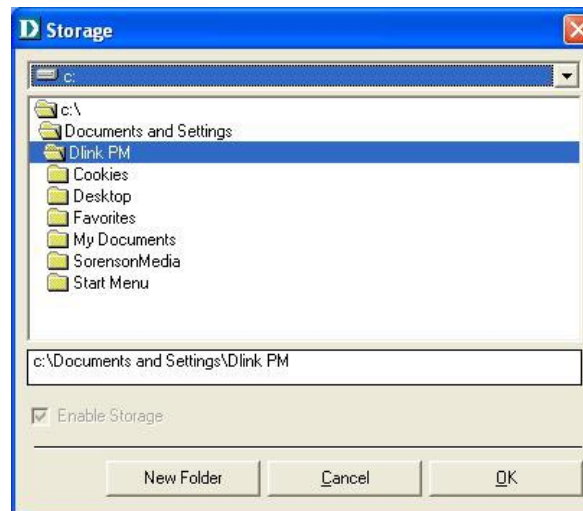 D Storage
c:
c:\
Documents and Settings
Dlink PM
Cookies
Desktop
Favorites
My Documents
SorensonMedia
Start Menu
c:\Documents and Settings\Dlink PM
Enable Storage
New Folder Cancel OK